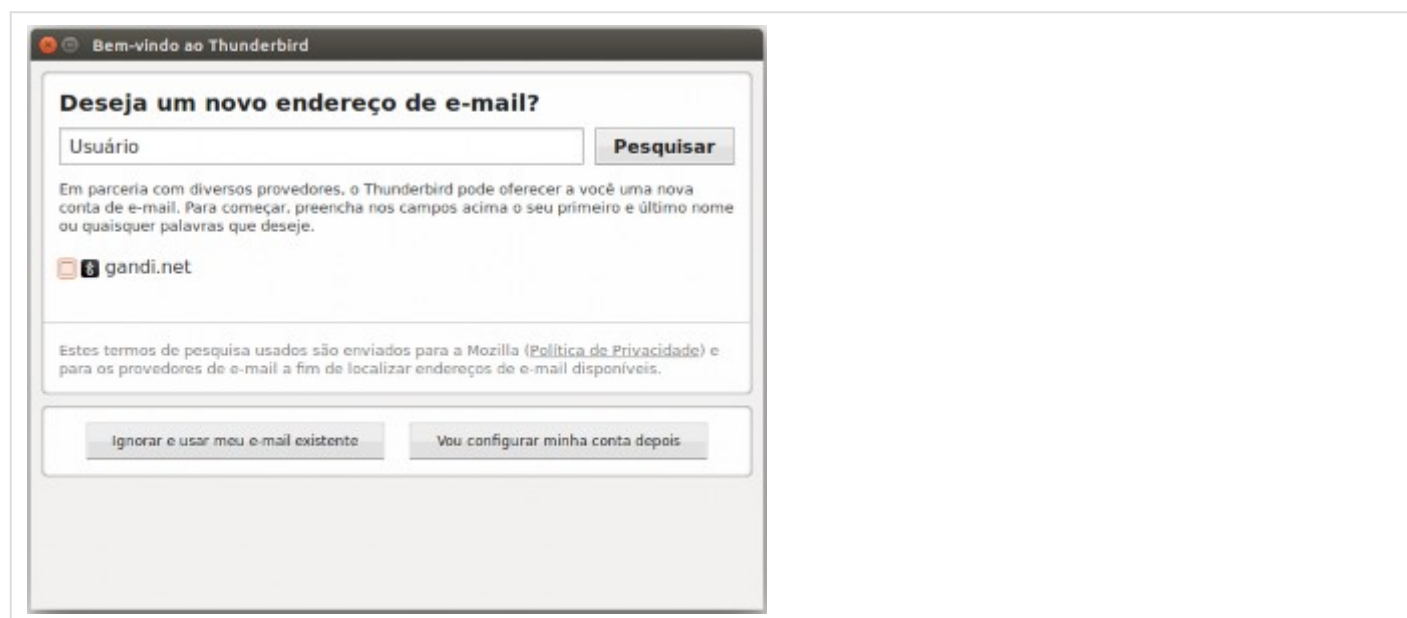 Bem-vindo ao Thunderbird
Deseja um novo endereço de e-mail?
Usuário
Pesquisar
Em parceria com diversos provedores, o Thunderbird pode oferecer a você uma nova
conta de e-mail. Para começar, preencha nos campos acima o seu primeiro e último nome
ou quaisquer palavras que deseje.
gandi.net
Estes termos de pesquisa usados são enviados para a Mozilla (Política de Privacidade) e
para os provedores de e-mail a fim de localizar endereços de e-mail disponíveis.
Ignorar e usar meu e-mail existente
Vou configurar minha conta depois